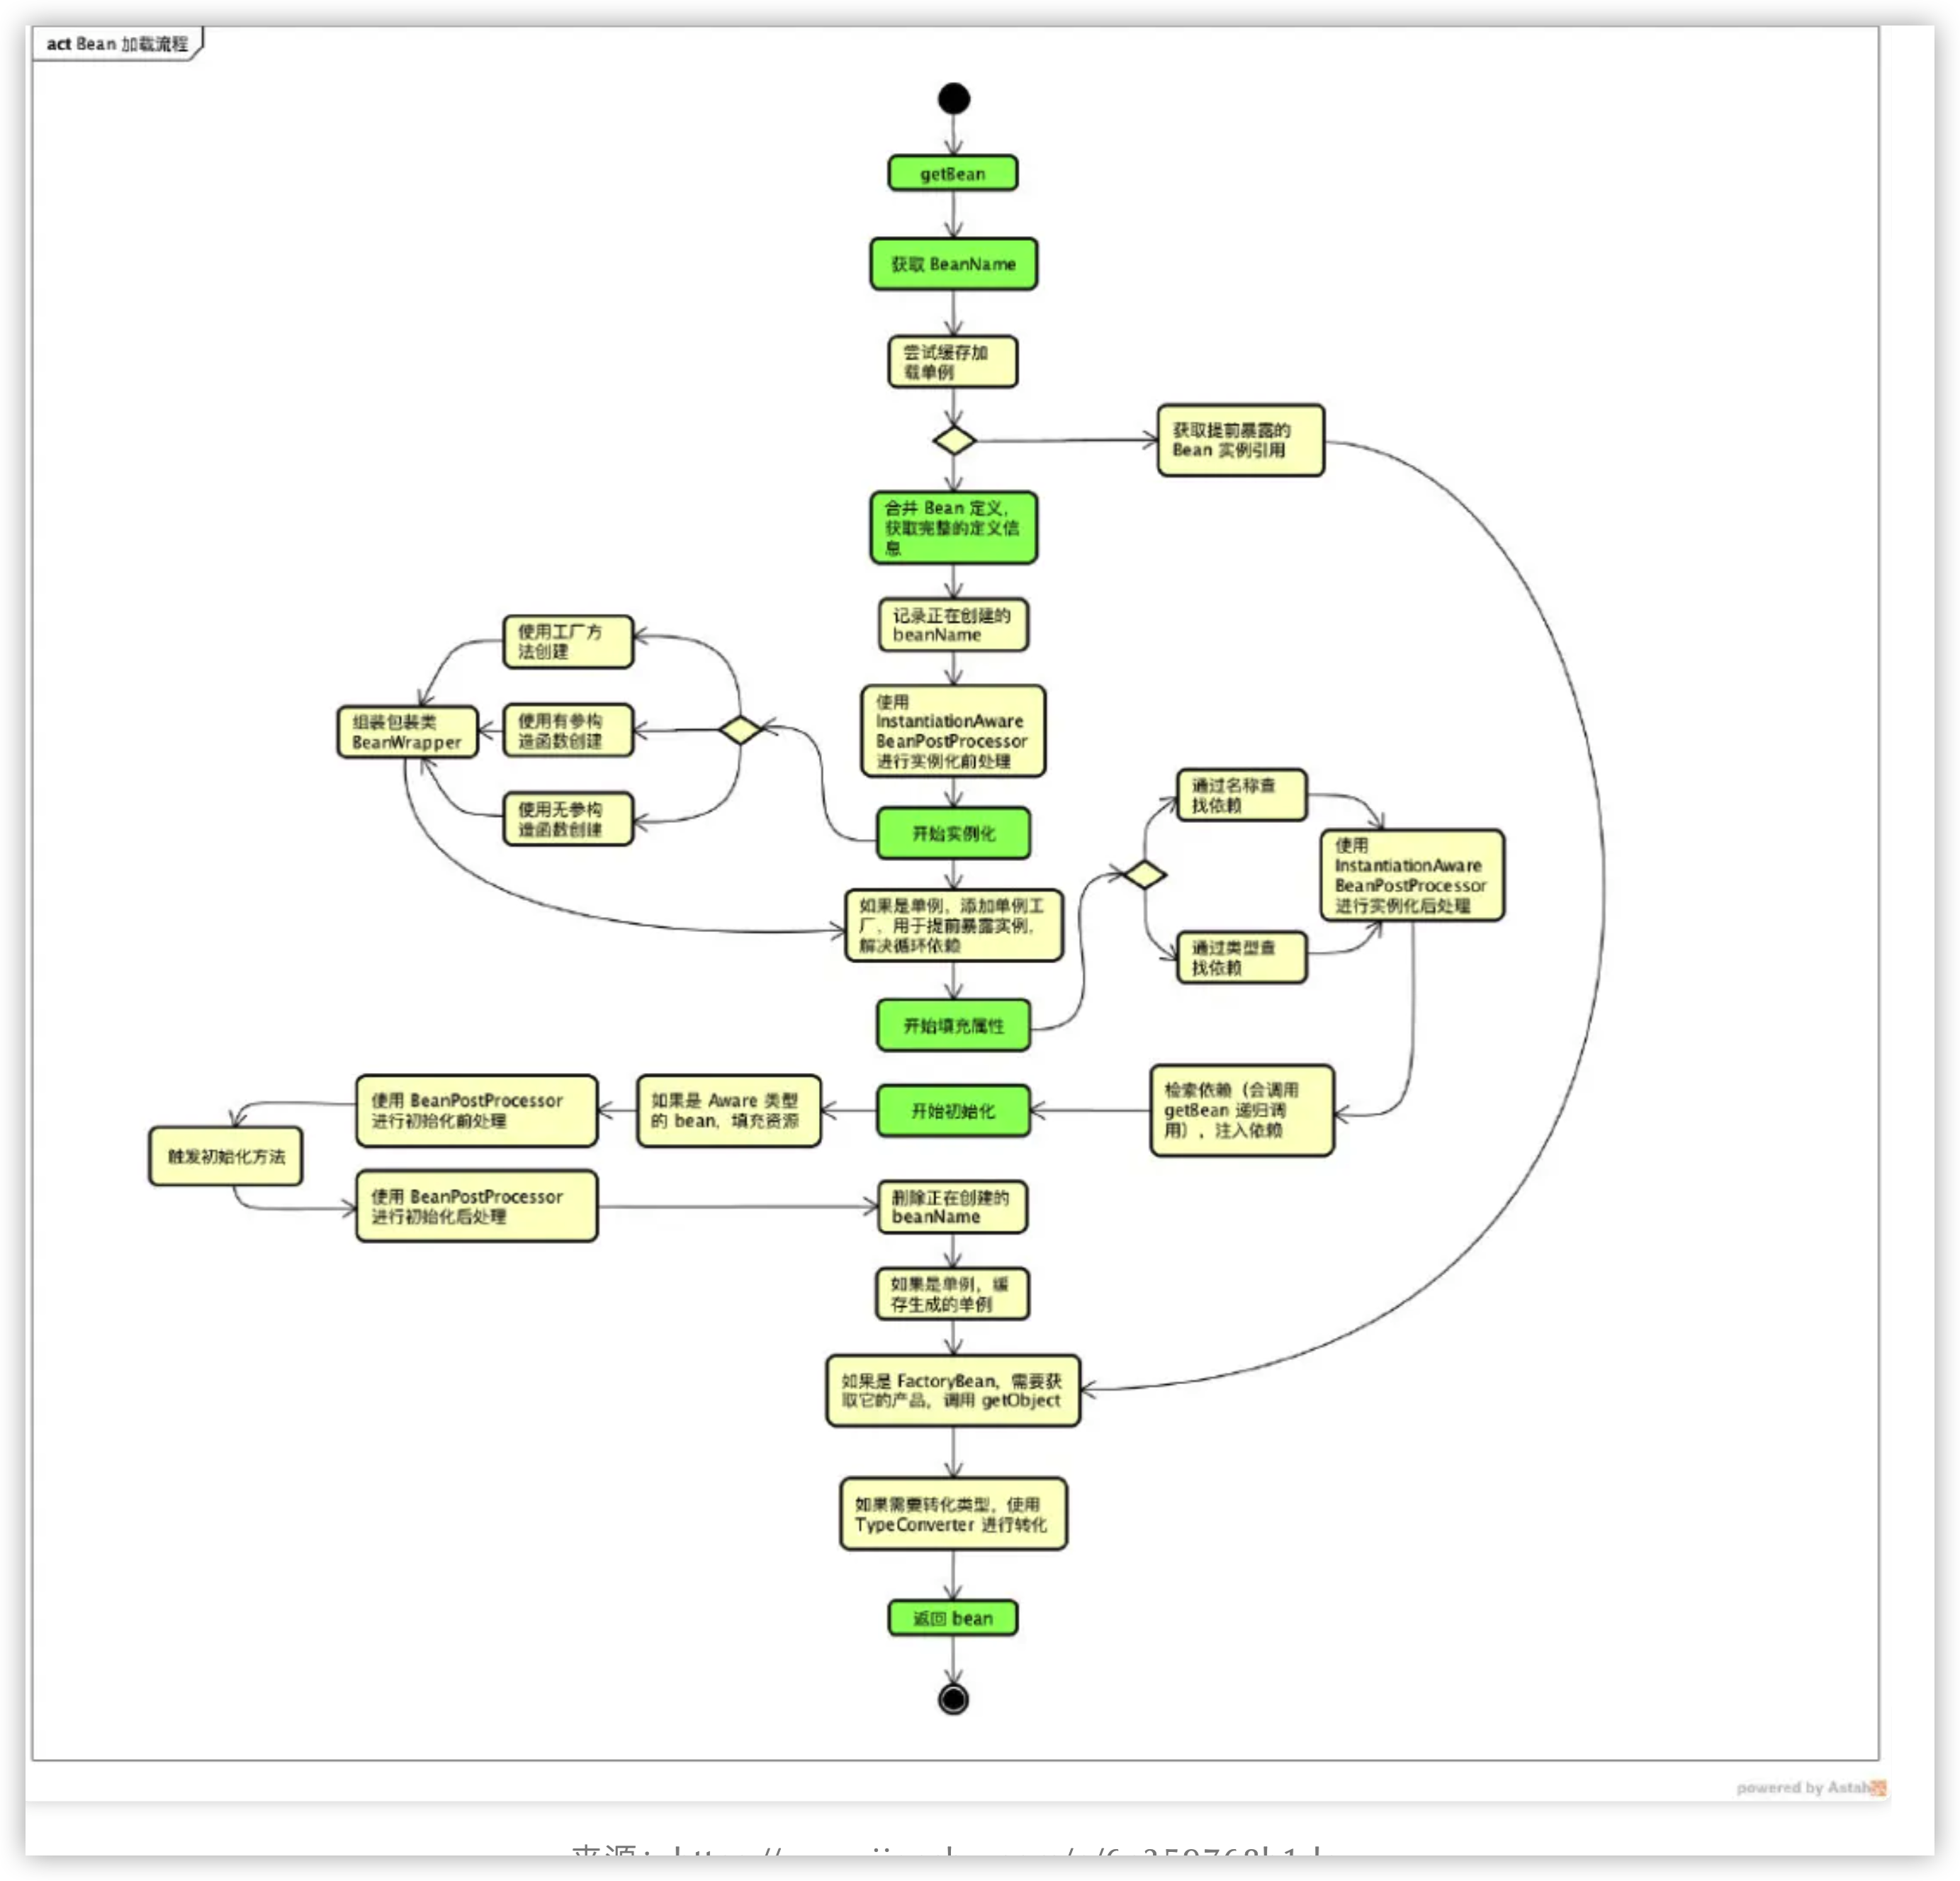 act Bean 加载流程
getBean
获取 BeanName
尝试缓存加
载单例
获取提前暴露的
Bean 实例引用
合并 Bean 定义，
获取完整的定义信
息
记录正在创建的
beanName
使用
InstantiationAware
BeanPostProcessor
进行实例化前处理
开始实例化
使用工厂方
法创建
使用有参构
造函数创建
使用无参构
造函数创建
组装包装类
BeanWrapper
如果是单例，添加单例工
厂，用于提前暴露实例，
解决循环依赖
开始填充属性
通过名称查
找依赖
通过类型查
找依赖
使用
InstantiationAware
BeanPostProcessor
进行实例化后处理
检索依赖（会调用
getBean 递归调
用），注入依赖
开始初始化
如果是 Aware 类型
的 bean，填充资源
使用 BeanPostProcessor
进行初始化前处理
触发初始化方法
使用 BeanPostProcessor
进行初始化后处理
删除正在创建的
beanName
如果是单例，缓
存生成的单例
如果是 FactoryBean，需要获
取它的产品，调用 getObject
如果需要转化类型，使用
TypeConverter 进行转化
返回 bean
powered by Astah
来源：